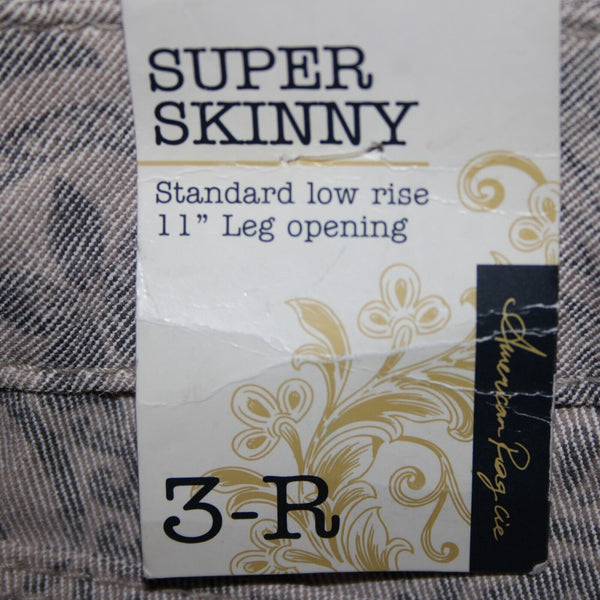 SUPER
SKINNY
Standard low rise
11” Leg opening
American Rag Cie
3-R